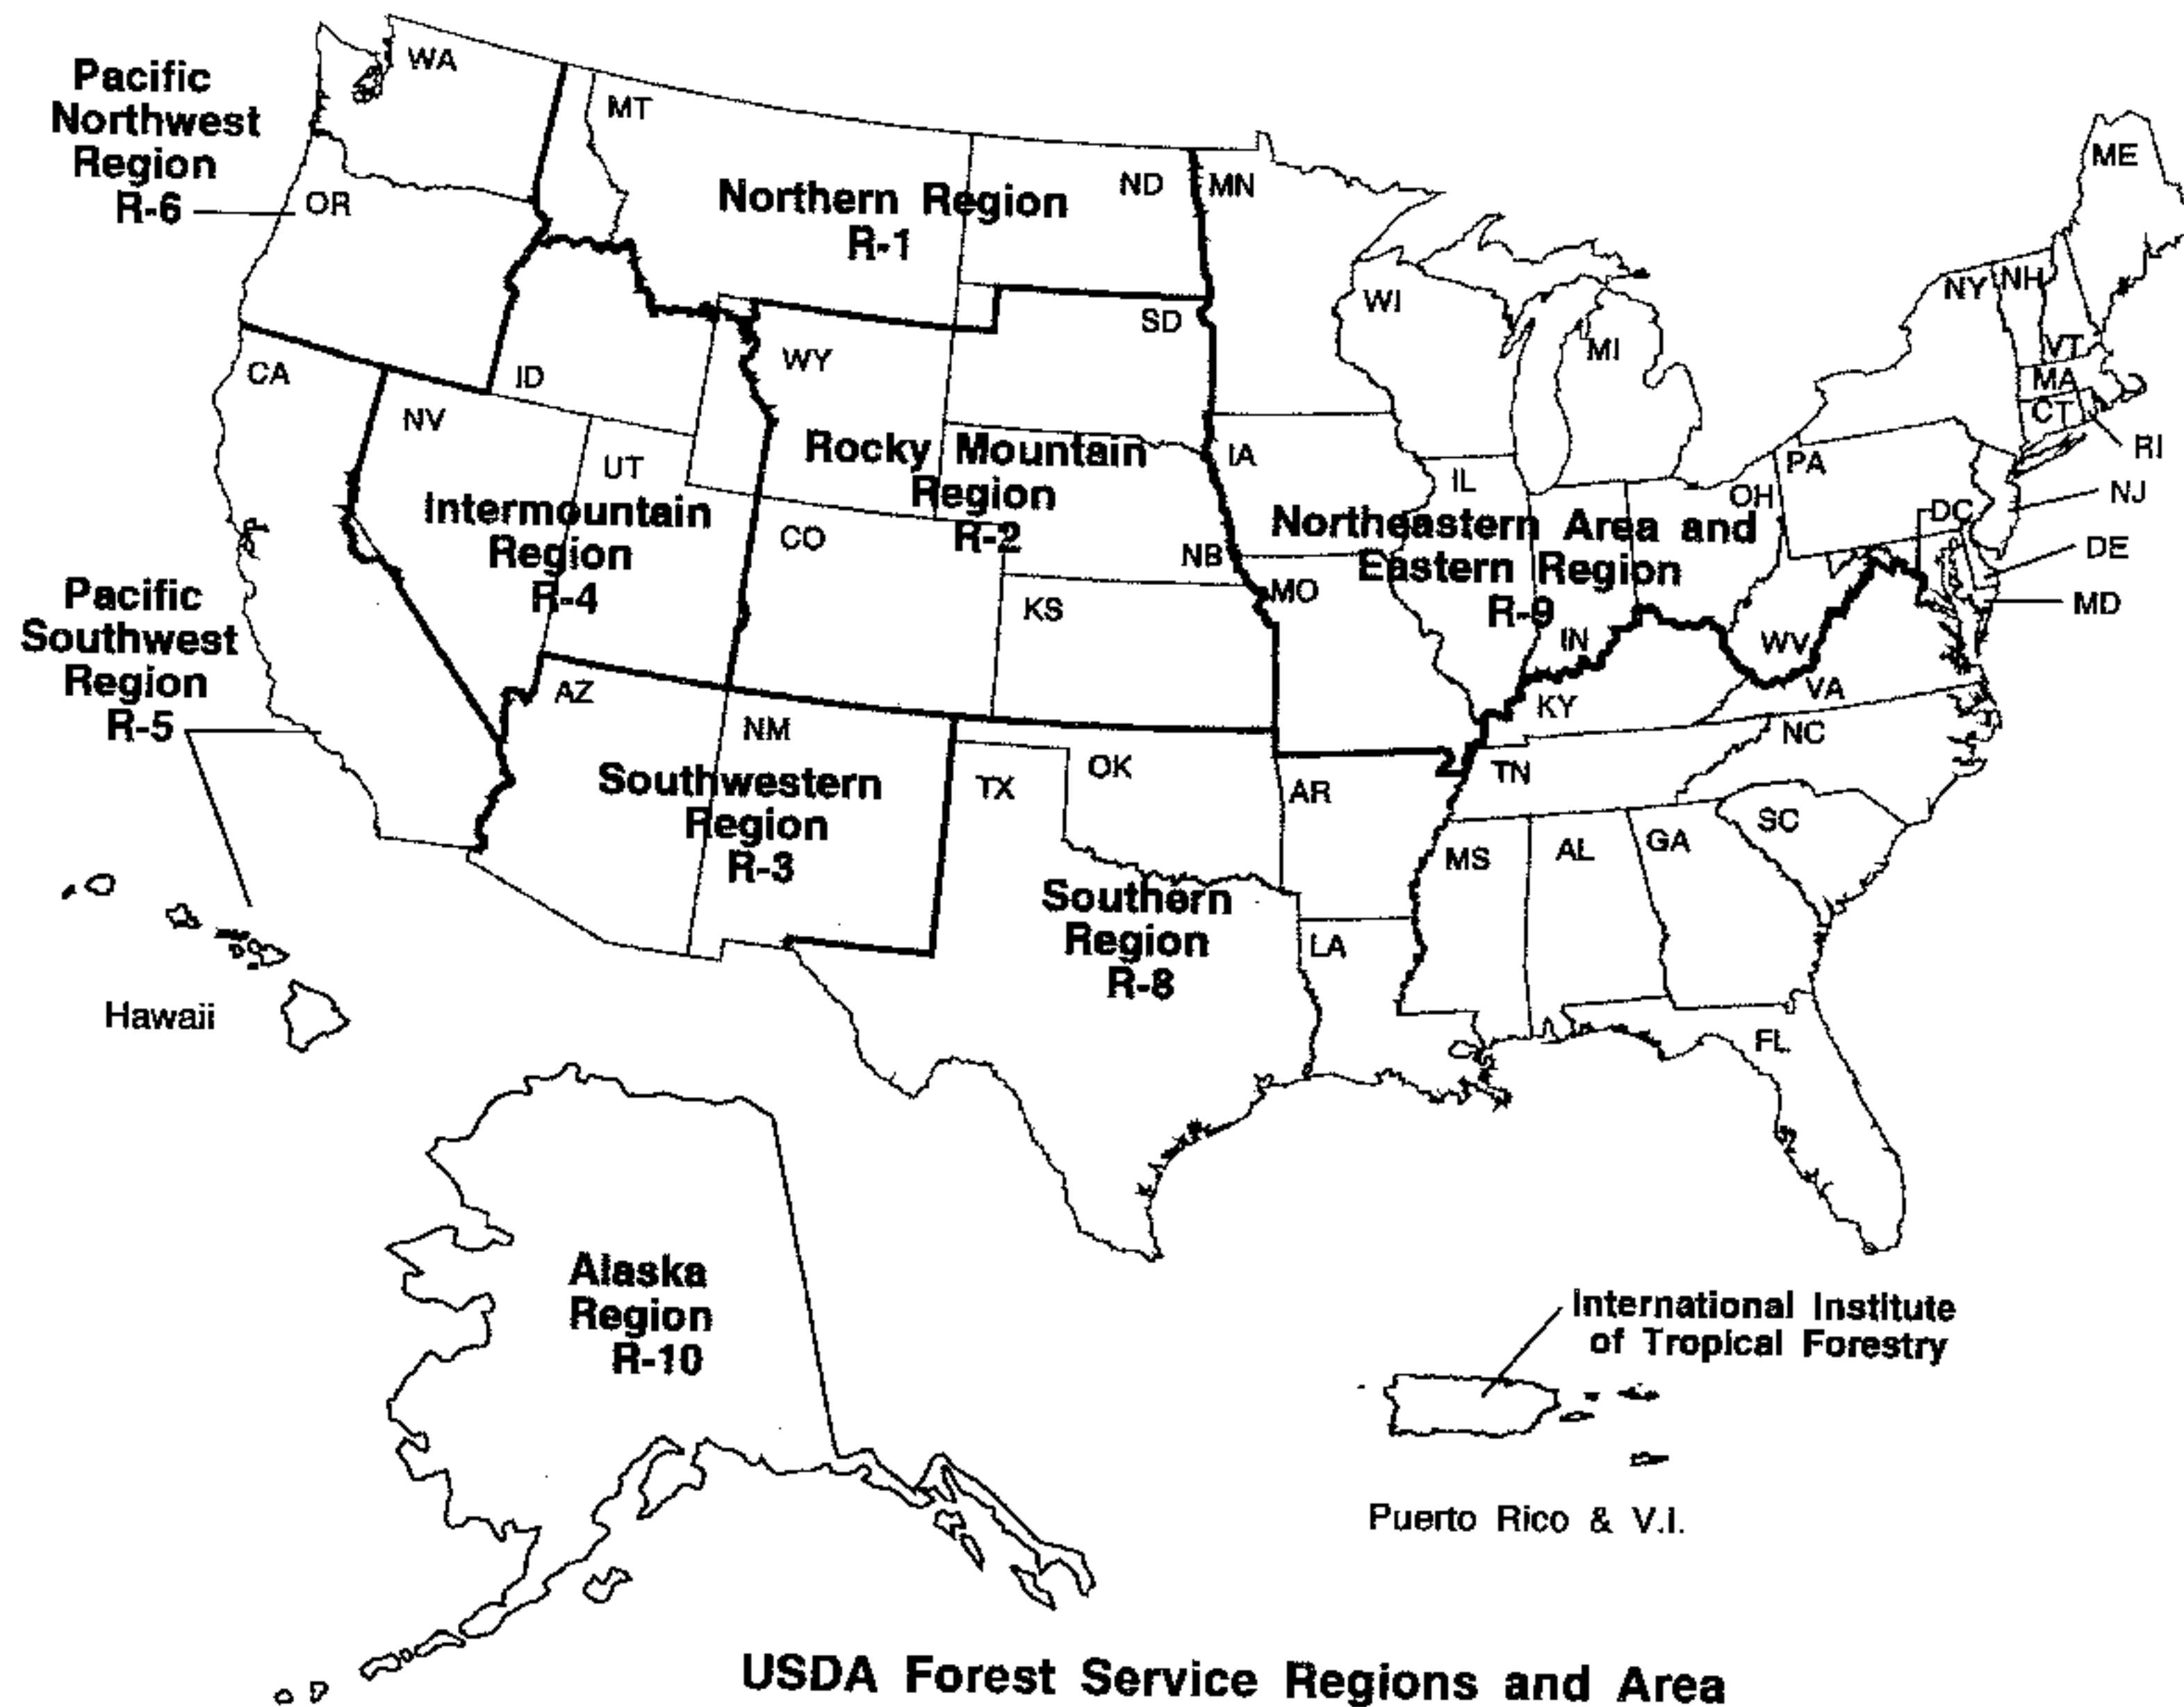 WA
Pacific
Northwest
Region
R-6
OR
MT
Northern Region
R-1
ND
MN
ME
NY
NH
VT
MA
CT
RI
WI
MI
SD
WY
ID
CA
NV
UT
Rocky Mountain
Region
R-2
IA
IL
PA
OH
NJ
DC
DE
MD
Intermountain
Region
R-4
CO
NB
Northeastern Area and
Eastern Region
R-9
MO
KS
IN
WV
VA
KY
NC
Pacific
Southwest
Region
R-5
AZ
NM
Southwestern
Region
R-3
TX
OK
AR
TN
MS
AL
GA
SC
Southern
Region
R-8
LA
FL
Hawaii
Alaska
Region
R-10
International Institute
of Tropical Forestry
Puerto Rico & V.I.
USDA Forest Service Regions and Area